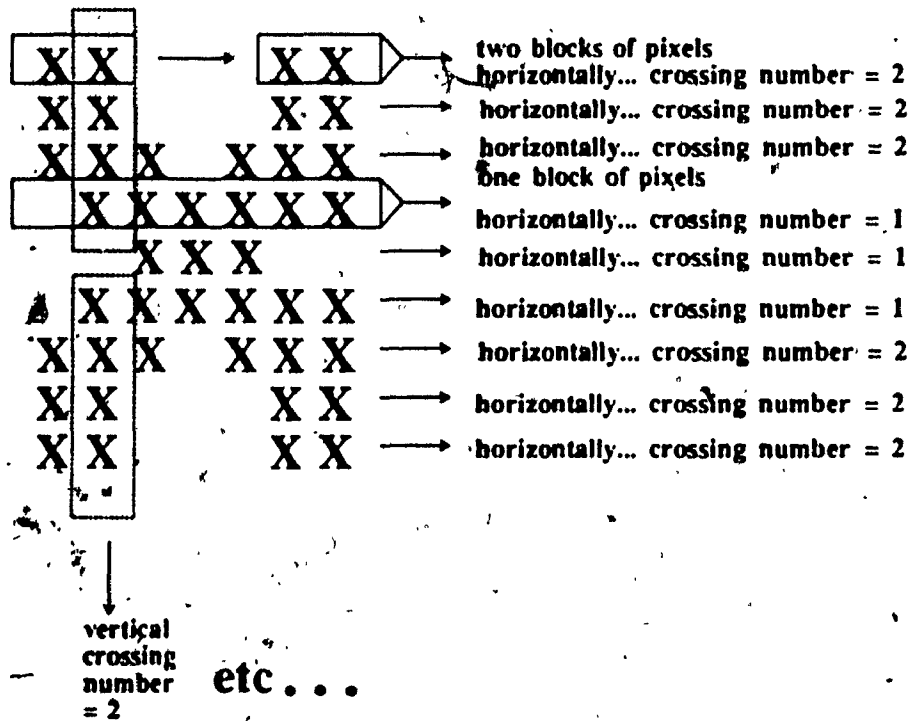 two blocks of pixels
X X X X horizontally... crossing number = 2
X X X X horizontally... crossing number = 2
X X X X X X horizontally... crossing number = 2
one block of pixels
X X X X X X horizontally... crossing number = 1
X X X horizontally... crossing number = 1
X X X X X X horizontally... crossing number = 1
X X X X X X horizontally... crossing number = 2
X X X X horizontally... crossing number = 2
X X X X horizontally... crossing number = 2
vertical
crossing
number
= 2
etc...